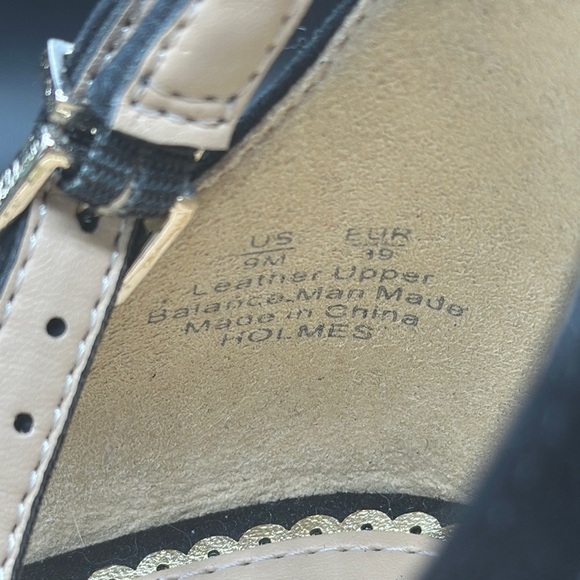 US EUR
9M 39
Leather Upper
Balance Man Made
Made in China
HOLMES